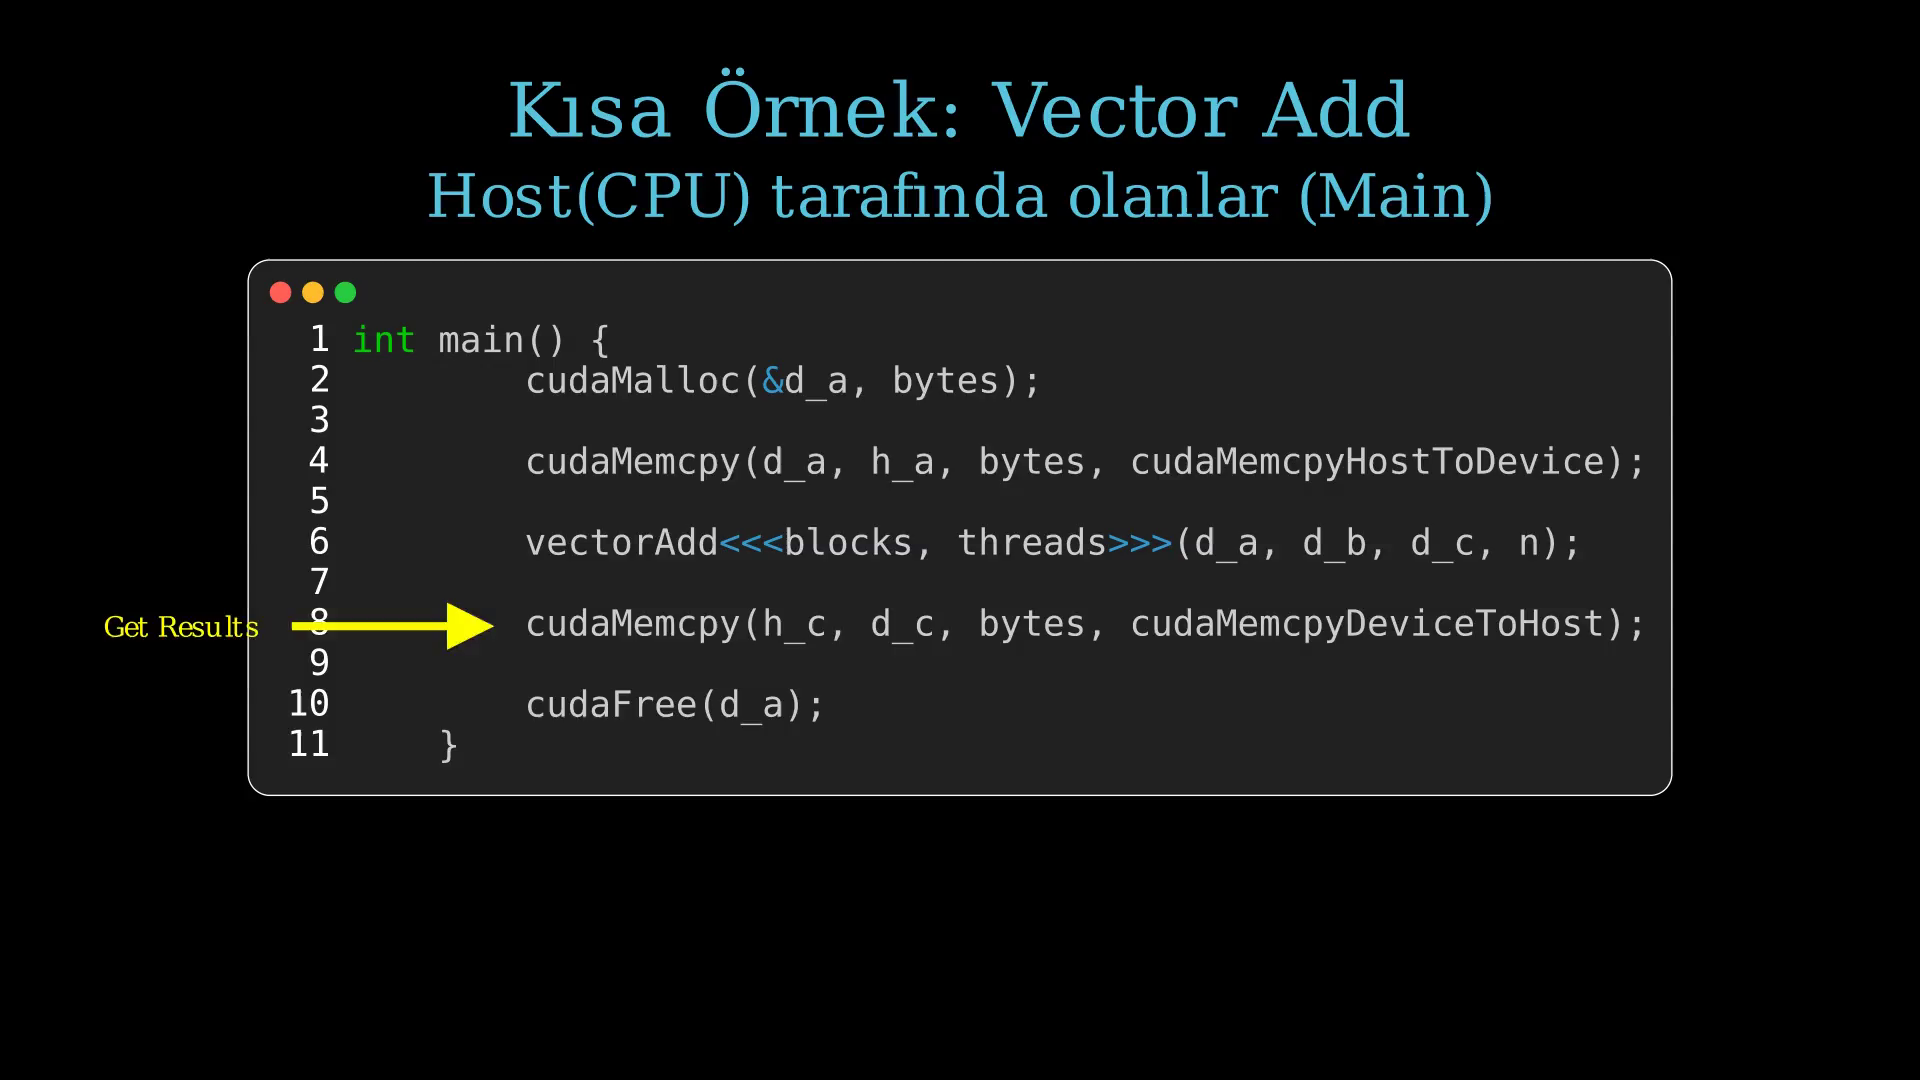 Kısa Örnek: Vector Add
Host(CPU) tarafında olanlar (Main)
1 int main() {
2 cudaMalloc(&d_a, bytes);
3
4 cudaMemcpy(d_a, h_a, bytes, cudaMemcpyHostToDevice);
5
6 vectorAdd<<<blocks, threads>>>(d_a, d_b, d_c, n);
7
Get Results 8 cudaMemcpy(h_c, d_c, bytes, cudaMemcpyDeviceToHost);
9
10 cudaFree(d_a);
11 }